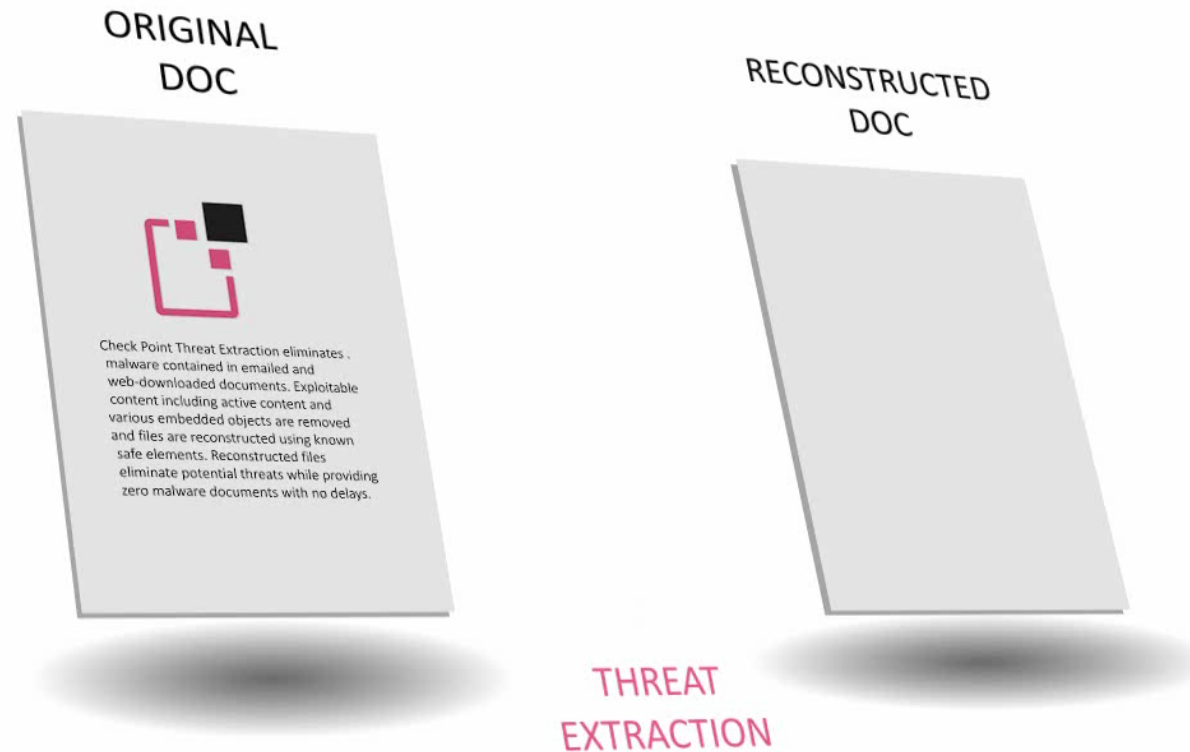 ORIGINAL
DOC
RECONSTRUCTED
DOC
Check Point Threat Extraction eliminates .
malware contained in emailed and
web-downloaded documents. Exploitable
content including active content and
various embedded objects are removed
and files are reconstructed using known
safe elements. Reconstructed files
eliminate potential threats while providing
zero malware documents with no delays.
THREAT
EXTRACTION